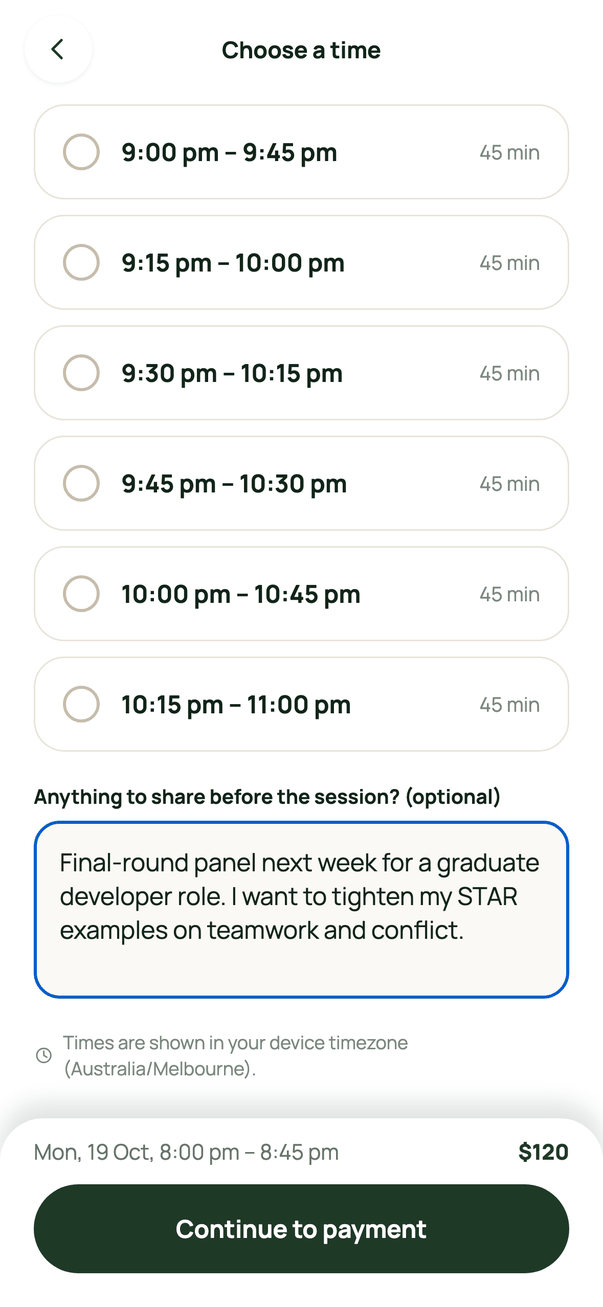 Choose a time
9:00 pm – 9:45 pm 45 min
9:15 pm – 10:00 pm 45 min
9:30 pm – 10:15 pm 45 min
9:45 pm – 10:30 pm 45 min
10:00 pm – 10:45 pm 45 min
10:15 pm – 11:00 pm 45 min
Anything to share before the session? (optional)
Final-round panel next week for a graduate
developer role. I want to tighten my STAR
examples on teamwork and conflict.
Times are shown in your device timezone
(Australia/Melbourne).
Mon, 19 Oct, 8:00 pm – 8:45 pm $120
Continue to payment